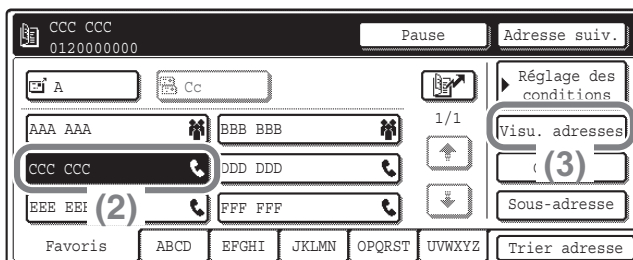 CCC CCC
0120000000
Pause
Adresse suiv.
A
Cc
Réglage des
conditions
1/1
AAA AAA
BBB BBB
Visu. adresses
CCC CCC
DDD DDD
(3)
EEE
(2)
FFF FFF
Sous-adresse
Favoris
ABCD
EFGHI
JKLMN
OPQRST
UVWXYZ
Trier adresse